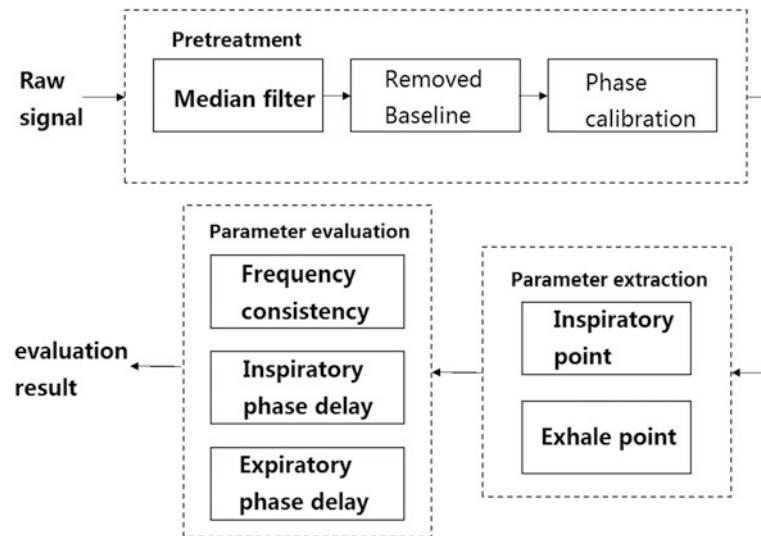 Pretreatment
Raw
signal
Median filter
Removed
Baseline
Phase
calibration
Parameter evaluation
Frequency
consistency
Inspiratory
phase delay
Expiratory
phase delay
evaluation
result
Parameter extraction
Inspiratory
point
Exhale point